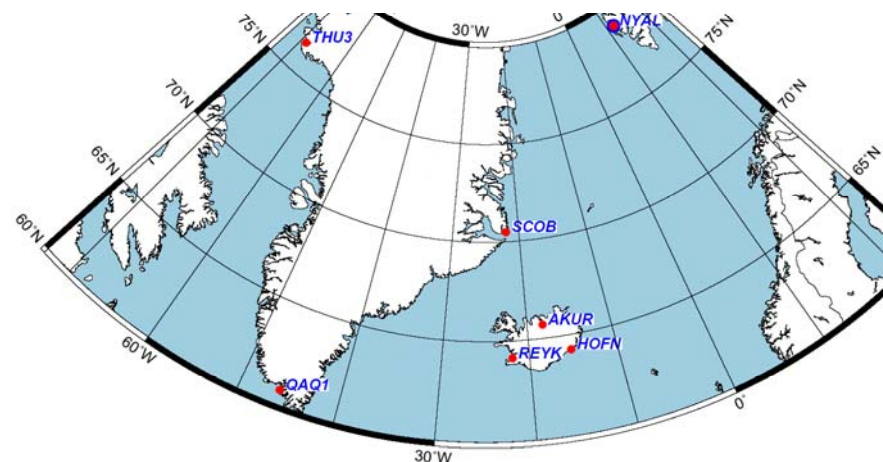 30˚W
0
NYAL
75˚N
THU3
75˚N
70˚N
70˚N
65˚N
65˚N
60˚N
SCOB
AKUR
HOFN
REYK
60˚W
QAQ1
0˚
30˚W